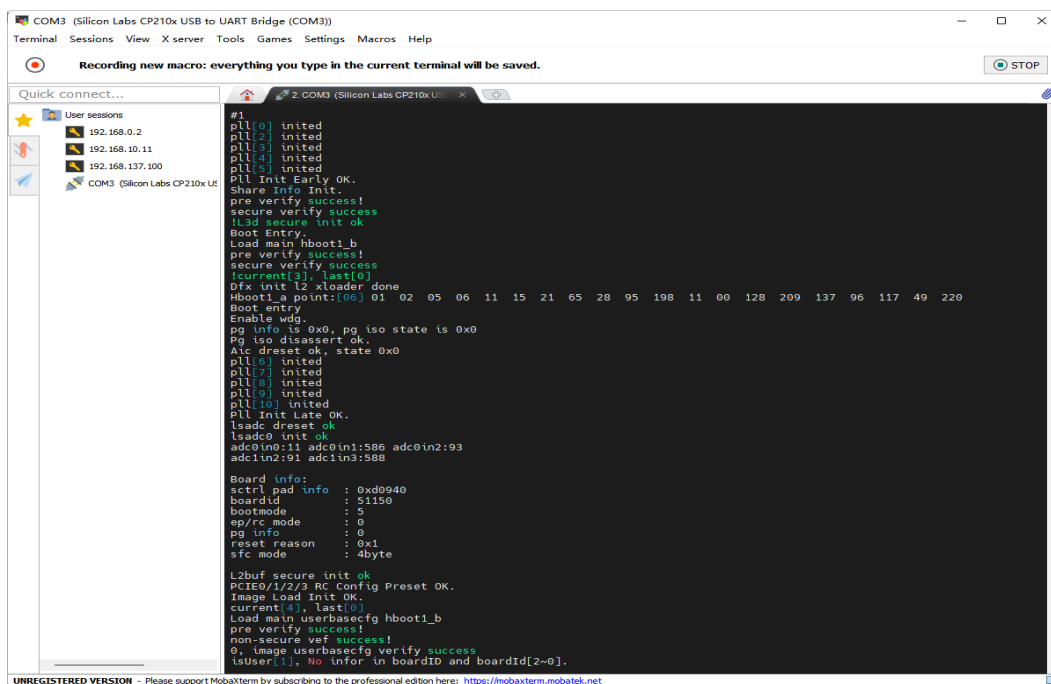 COM3 (Silicon Labs CP210x USB to UART Bridge (COM3))
Terminal Sessions View X server Tools Games Settings Macros Help
Recording new macro: everything you type in the current terminal will be saved.
STOP
Quick connect...
2. COM3 (Silicon Labs CP210x US
User sessions
192.168.0.2
192.168.10.11
192.168.137.100
COM3 (Silicon Labs CP210x US
#1
pll[0] inited
pll[2] inited
pll[3] inited
pll[4] inited
pll[5] inited
Pll Init Early OK.
Share Info Init.
pre verify success!
secure verify success
!L3d secure init ok
Boot Entry.
Load main hboot1_b
pre verify success!
secure verify success
!current[3], last[0]
Dfx init l2 xloader done
Hboot1_a point:[06] 01 02 05 06 11 15 21 65 28 95 198 11 00 128 209 137 96 117 49 220
Boot entry
Enable wdg.
pg info is 0x0, pg iso state is 0x0
Pg iso disassert ok.
Aic dreset ok, state 0x0
pll[6] inited
pll[7] inited
pll[8] inited
pll[9] inited
pll[10] inited
Pll Init Late OK.
lsadc dreset ok
lsadc0 init ok
adc0in0:11 adc0in1:586 adc0in2:93
adc1in2:91 adc1in3:588
Board info:
sctrl pad info : 0xd0940
boardid : 51150
bootmode : 5
ep/rc mode : 0
pg info : 0
reset reason : 0x1
sfc mode : 4byte
L2buf secure init ok
PCIE0/1/2/3 RC Config Preset OK.
Image Load Init OK.
current[4], last[0]
Load main userbasecfg hboot1_b
pre verify success!
non-secure vef success!
0, image userbasecfg verify success
isUser[1], No infor in boardID and boardId[2~0].
UNREGISTERED VERSION - Please support MobaXterm by subscribing to the professional edition here: https://mobaxterm.mobatek.net